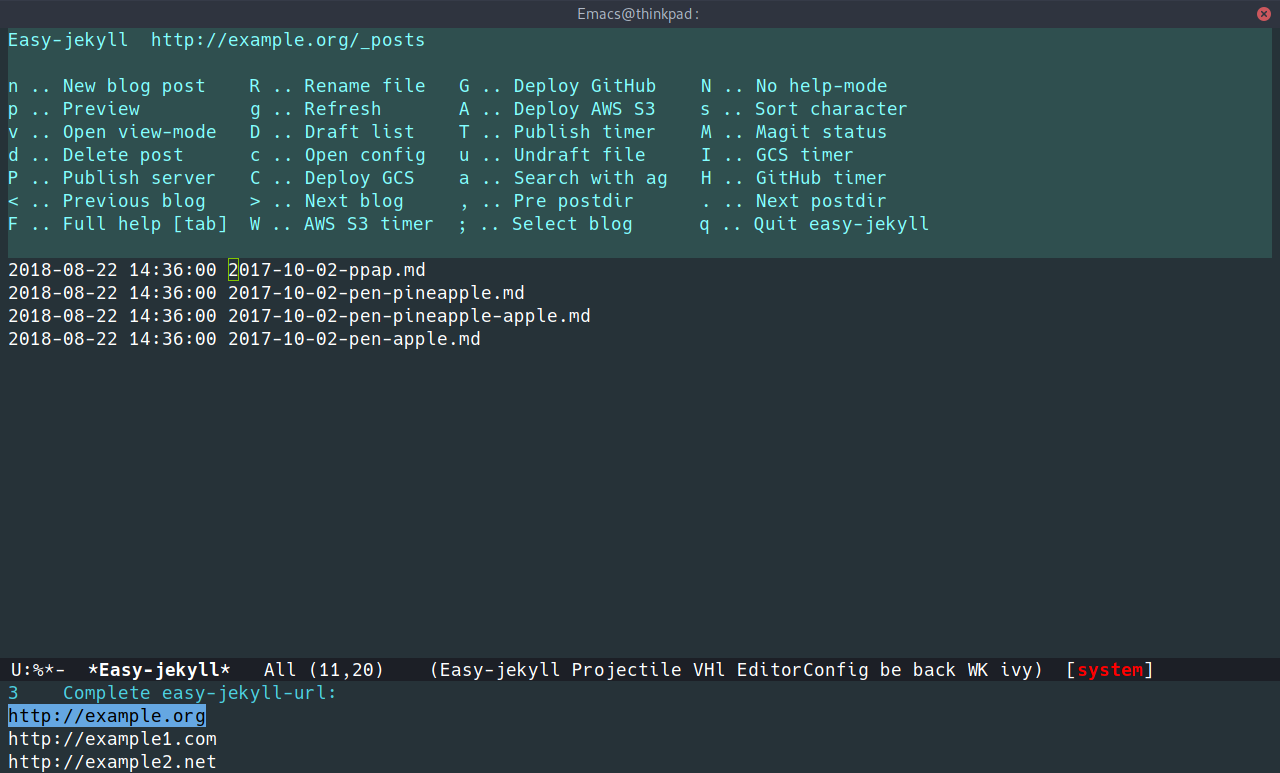 Emacs@thinkpad:
Easy-jekyll  http://example.org/_posts
n .. New blog post    R .. Rename file   G .. Deploy GitHub    N .. No help-mode
p .. Preview          g .. Refresh       A .. Deploy AWS S3    s .. Sort character
v .. Open view-mode   D .. Draft list    T .. Publish timer    M .. Magit status
d .. Delete post      c .. Open config   u .. Undraft file     I .. GCS timer
P .. Publish server   C .. Deploy GCS    a .. Search with ag   H .. GitHub timer
< .. Previous blog    > .. Next blog     , .. Pre postdir      . .. Next postdir
F .. Full help [tab]  W .. AWS S3 timer  ; .. Select blog      q .. Quit easy-jekyll
2018-08-22 14:36:00 2017-10-02-ppap.md
2018-08-22 14:36:00 2017-10-02-pen-pineapple.md
2018-08-22 14:36:00 2017-10-02-pen-pineapple-apple.md
2018-08-22 14:36:00 2017-10-02-pen-apple.md
U:%*-  *Easy-jekyll*   All (11,20)    (Easy-jekyll Projectile VHl EditorConfig be back WK ivy)  [system]
3    Complete easy-jekyll-url:
http://example.org
http://example1.com
http://example2.net